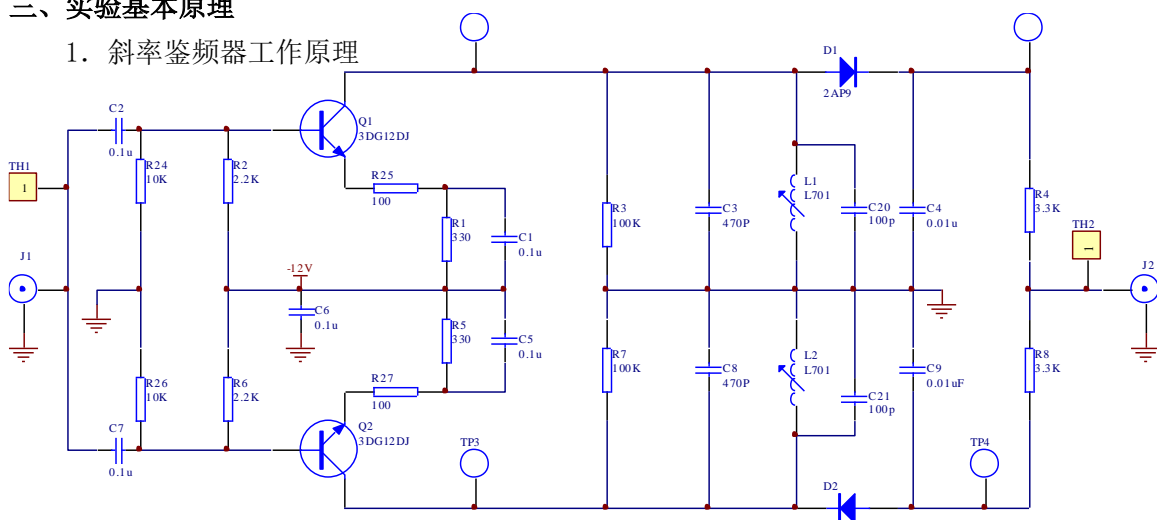 三、实验基本原理
1. 斜率鉴频器工作原理
D1
2AP9
C2
0.1u
Q1
3DG12DJ
TH1
1
R24
10K
R2
2.2K
R25
100
R1
330
C1
0.1u
R3
100K
C3
470P
L1
L701
C20
100p
C4
0.01u
R4
3.3K
TH2
1
J1
-12V
C6
0.1u
J2
R5
330
C5
0.1u
R26
10K
R6
2.2K
R27
100
R7
100K
C8
470P
L2
L701
C21
100p
C9
0.01uF
R8
3.3K
C7
0.1u
Q2
3DG12DJ
TP3
TP4
D2